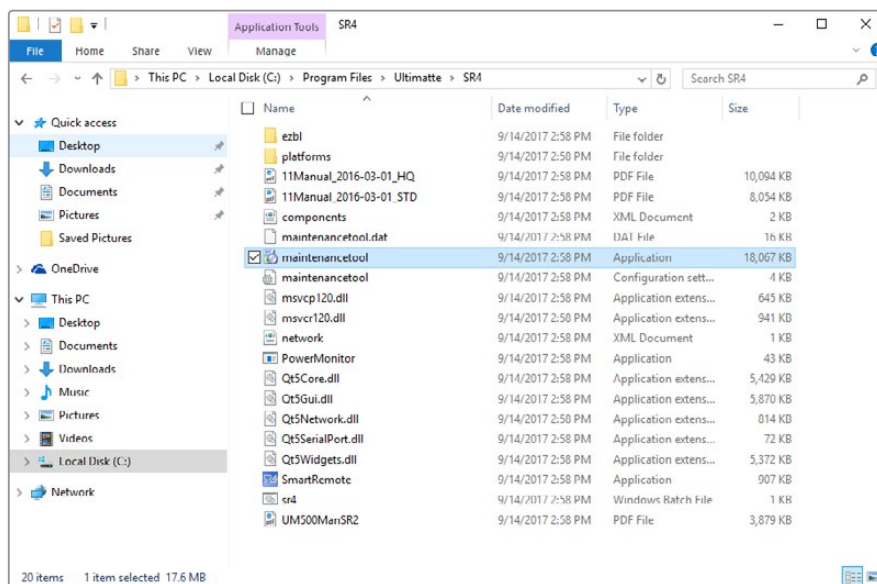 Application Tools SR4
File Home Share View Manage
This PC > Local Disk (C:) > Program Files > Ultimatte > SR4 Search SR4
Name Date modified Type Size
Quick access
Desktop
Downloads
Documents
Pictures
Saved Pictures
OneDrive
This PC
Desktop
Documents
Downloads
Music
Pictures
Videos
Local Disk (C:)
Network
ezbl 9/14/2017 2:58 PM File folder
platforms 9/14/2017 2:58 PM File folder
11Manual_2016-03-01_HQ 9/14/2017 2:58 PM PDF File 10,094 KB
11Manual_2016-03-01_STD 9/14/2017 2:58 PM PDF File 8,054 KB
components 9/14/2017 2:58 PM XML Document 2 KB
maintenancetool.dat 9/14/2017 2:58 PM DAT File 16 KB
maintenancetool 9/14/2017 2:58 PM Application 18,067 KB
maintenancetool 9/14/2017 2:58 PM Configuration sett... 4 KB
msvcp120.dll 9/14/2017 2:58 PM Application extens... 645 KB
msvcr120.dll 9/14/2017 2:58 PM Application extens... 941 KB
network 9/14/2017 2:58 PM XML Document 1 KB
PowerMonitor 9/14/2017 2:58 PM Application 43 KB
Qt5Core.dll 9/14/2017 2:58 PM Application extens... 5,429 KB
Qt5Gui.dll 9/14/2017 2:58 PM Application extens... 5,870 KB
Qt5Network.dll 9/14/2017 2:58 PM Application extens... 814 KB
Qt5SerialPort.dll 9/14/2017 2:58 PM Application extens... 72 KB
Qt5Widgets.dll 9/14/2017 2:58 PM Application extens... 5,372 KB
SmartRemote 9/14/2017 2:58 PM Application 907 KB
sr4 9/14/2017 2:58 PM Windows Batch File 1 KB
UM500ManSR2 9/14/2017 2:58 PM PDF File 3,879 KB
20 items 1 item selected 17.6 MB